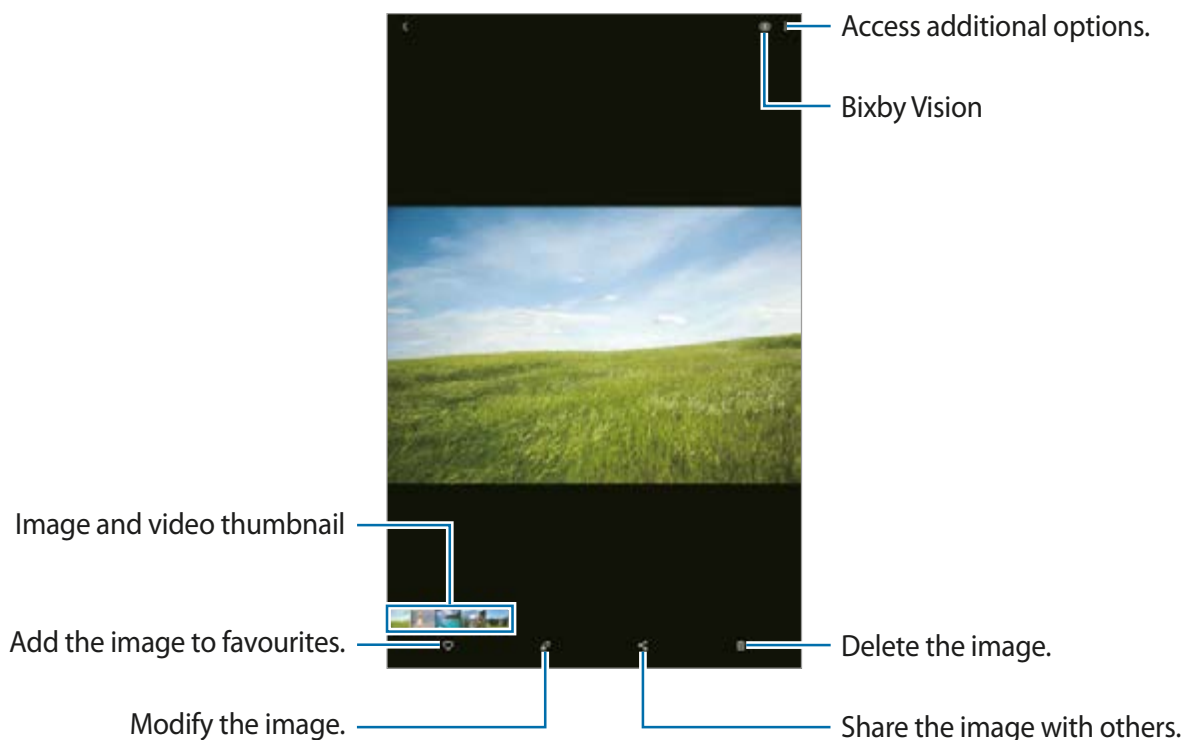 Access additional options.
Bixby Vision
Image and video thumbnail
Add the image to favourites.
Delete the image.
Modify the image.
Share the image with others.